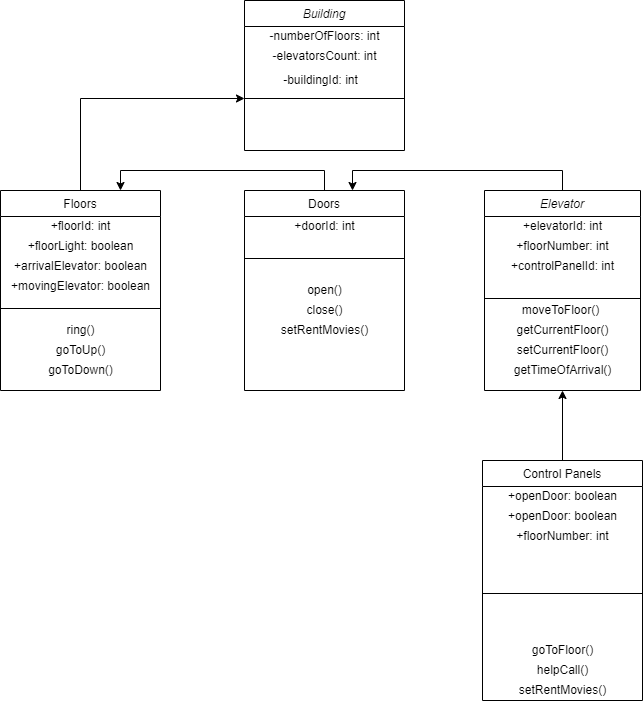 Building
-numberOfFloors: int
-elevatorsCount: int
-buildingId: int
Floors
+floorId: int
+floorLight: boolean
+arrivalElevator: boolean
+movingElevator: boolean
ring()
goToUp()
goToDown()
Doors
+doorId: int
open()
close()
setRentMovies()
Elevator
+elevatorId: int
+floorNumber: int
+controlPanelId: int
moveToFloor()
getCurrentFloor()
setCurrentFloor()
getTimeOfArrival()
Control Panels
+openDoor: boolean
+openDoor: boolean
+floorNumber: int
goToFloor()
helpCall()
setRentMovies()